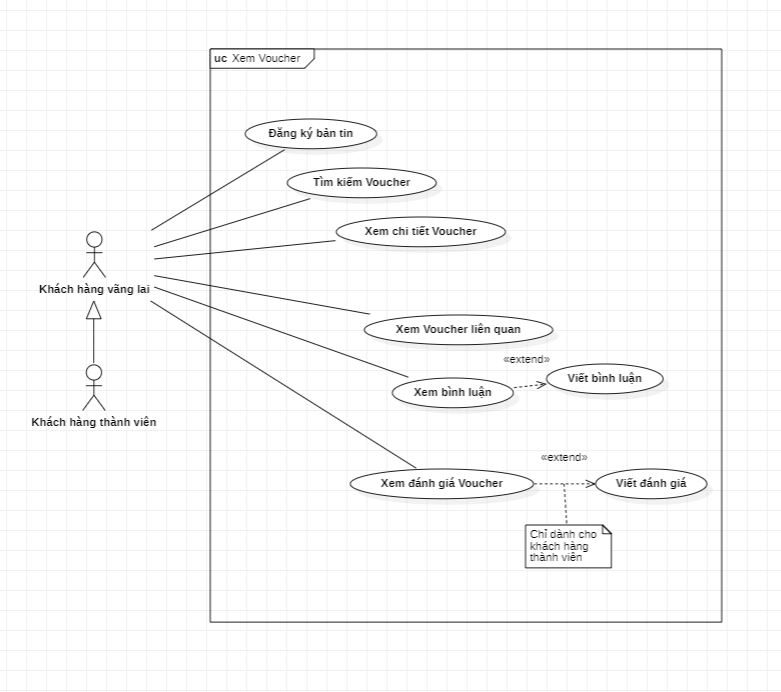 uc Xem Voucher
Đăng ký bản tin
Tìm kiếm Voucher
Xem chi tiết Voucher
Khách hàng vãng lai
Xem Voucher liên quan
«extend»
Viết bình luận
Xem bình luận
Khách hàng thành viên
«extend»
Xem đánh giá Voucher
Viết đánh giá
Chỉ dành cho
khách hàng
thành viên